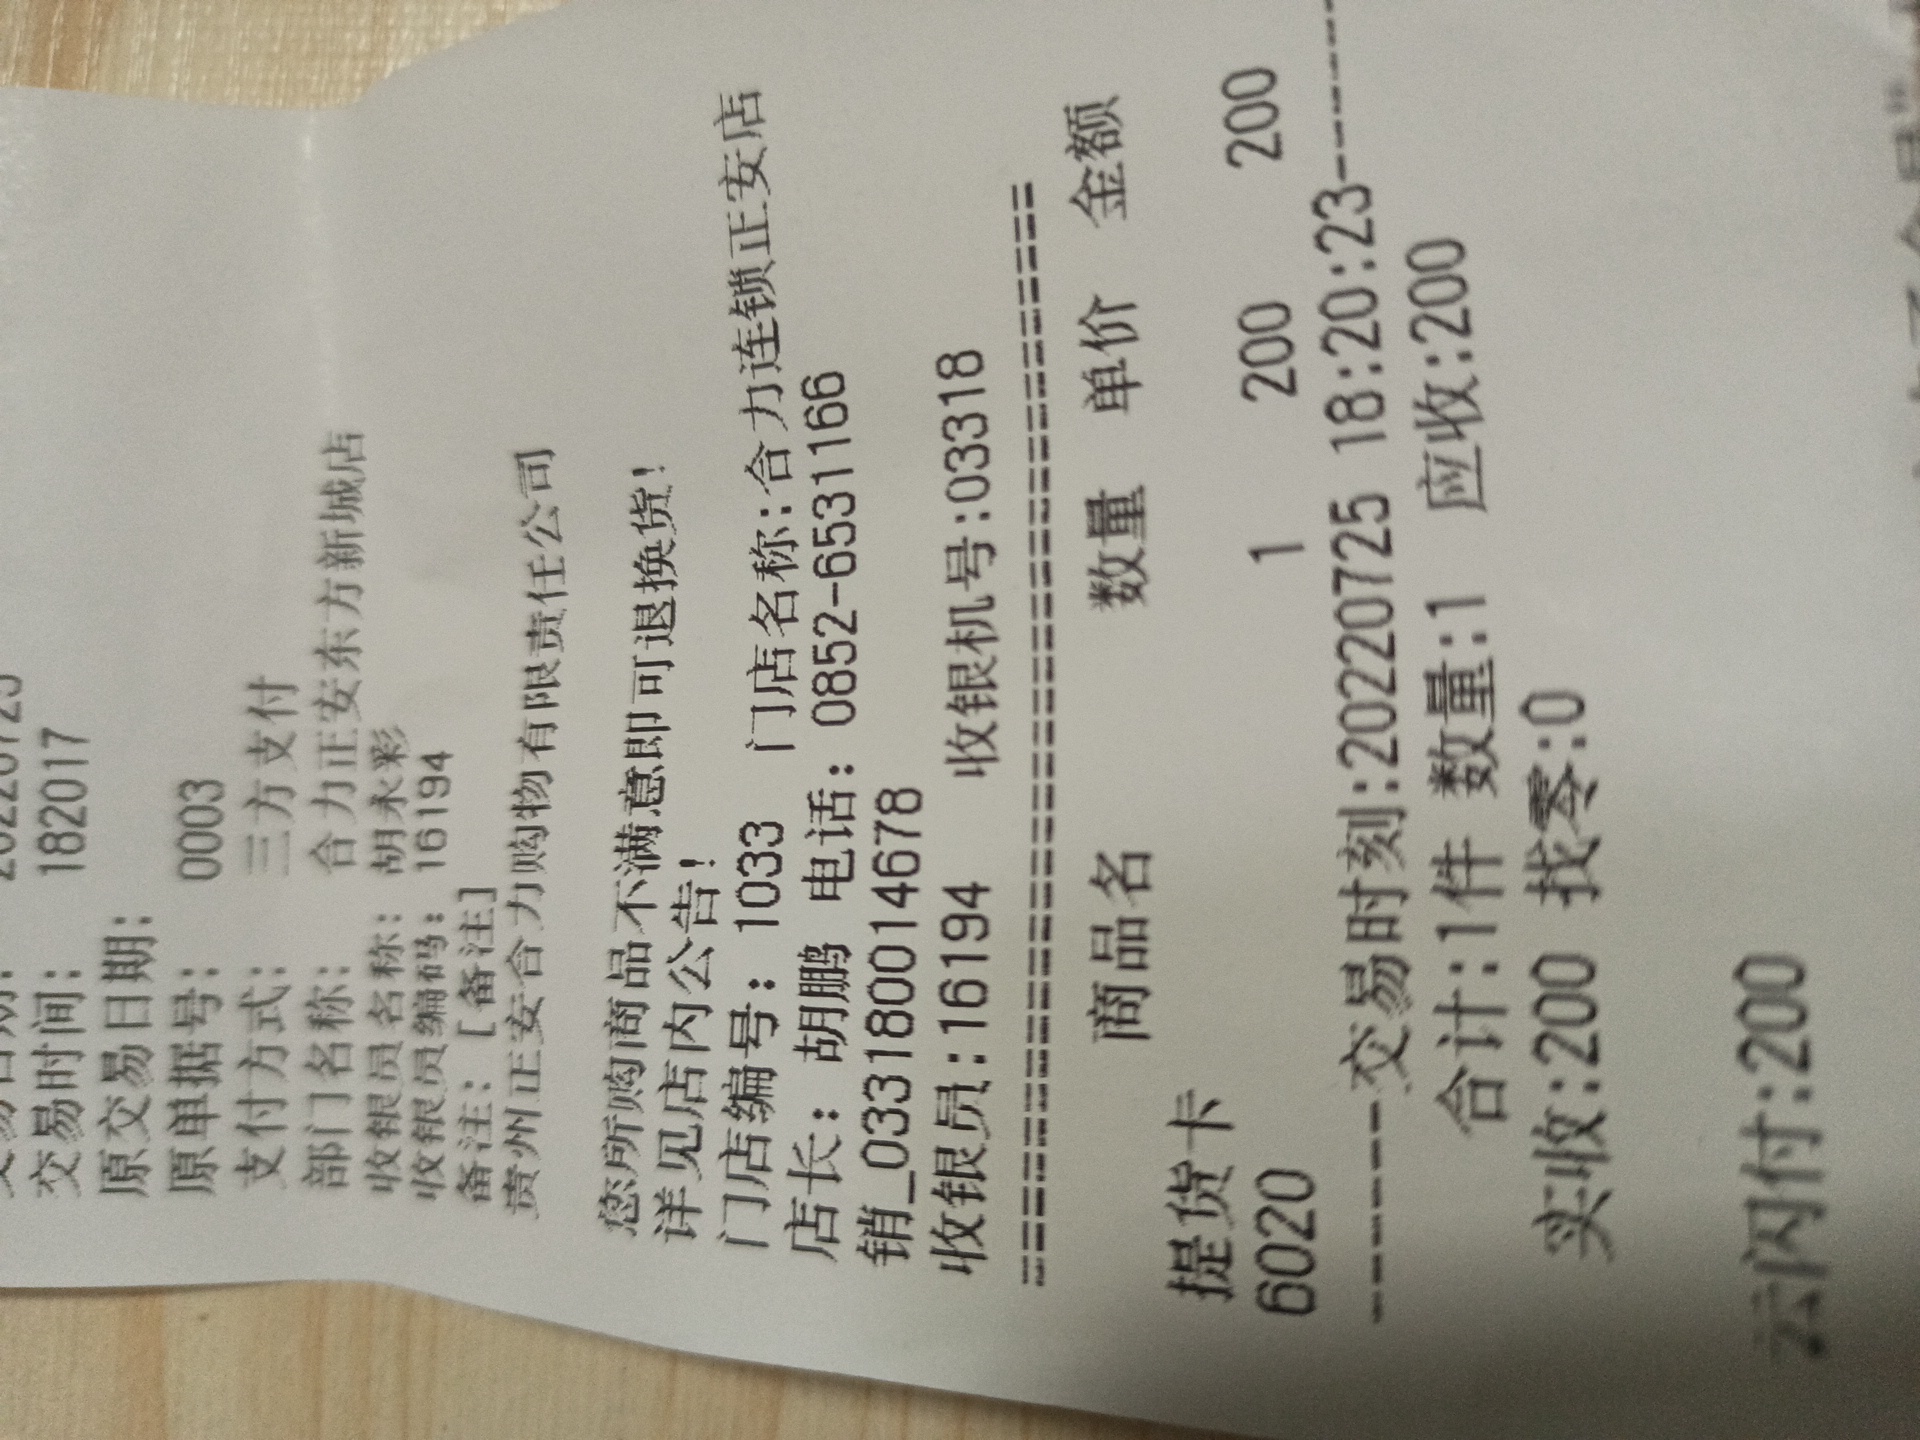 交易日期: 20220725
交易时间: 182017
原交易日期:
原单据号: 0003
支付方式: 三方支付
部门名称: 合力正安东方新城店
收银员名称: 胡永彩
收银员编码: 16194
备注: [备注]
贵州正安合力购物有限责任公司
您所购商品不满意即可退换货!
详见店内公告!
门店编号: 1033 门店名称:合力连锁正安店
店长: 胡鹏 电话: 0852-6531166
销_0331800014678
收银员:16194 收银机号:03318
==========================================
商品名 数量 单价 金额
提货卡
6020 1 200 200
-------交易时刻:20220725 18:20:23-------
合计:1件 数量:1 应收:200
实收:200 找零:0
云闪付:200